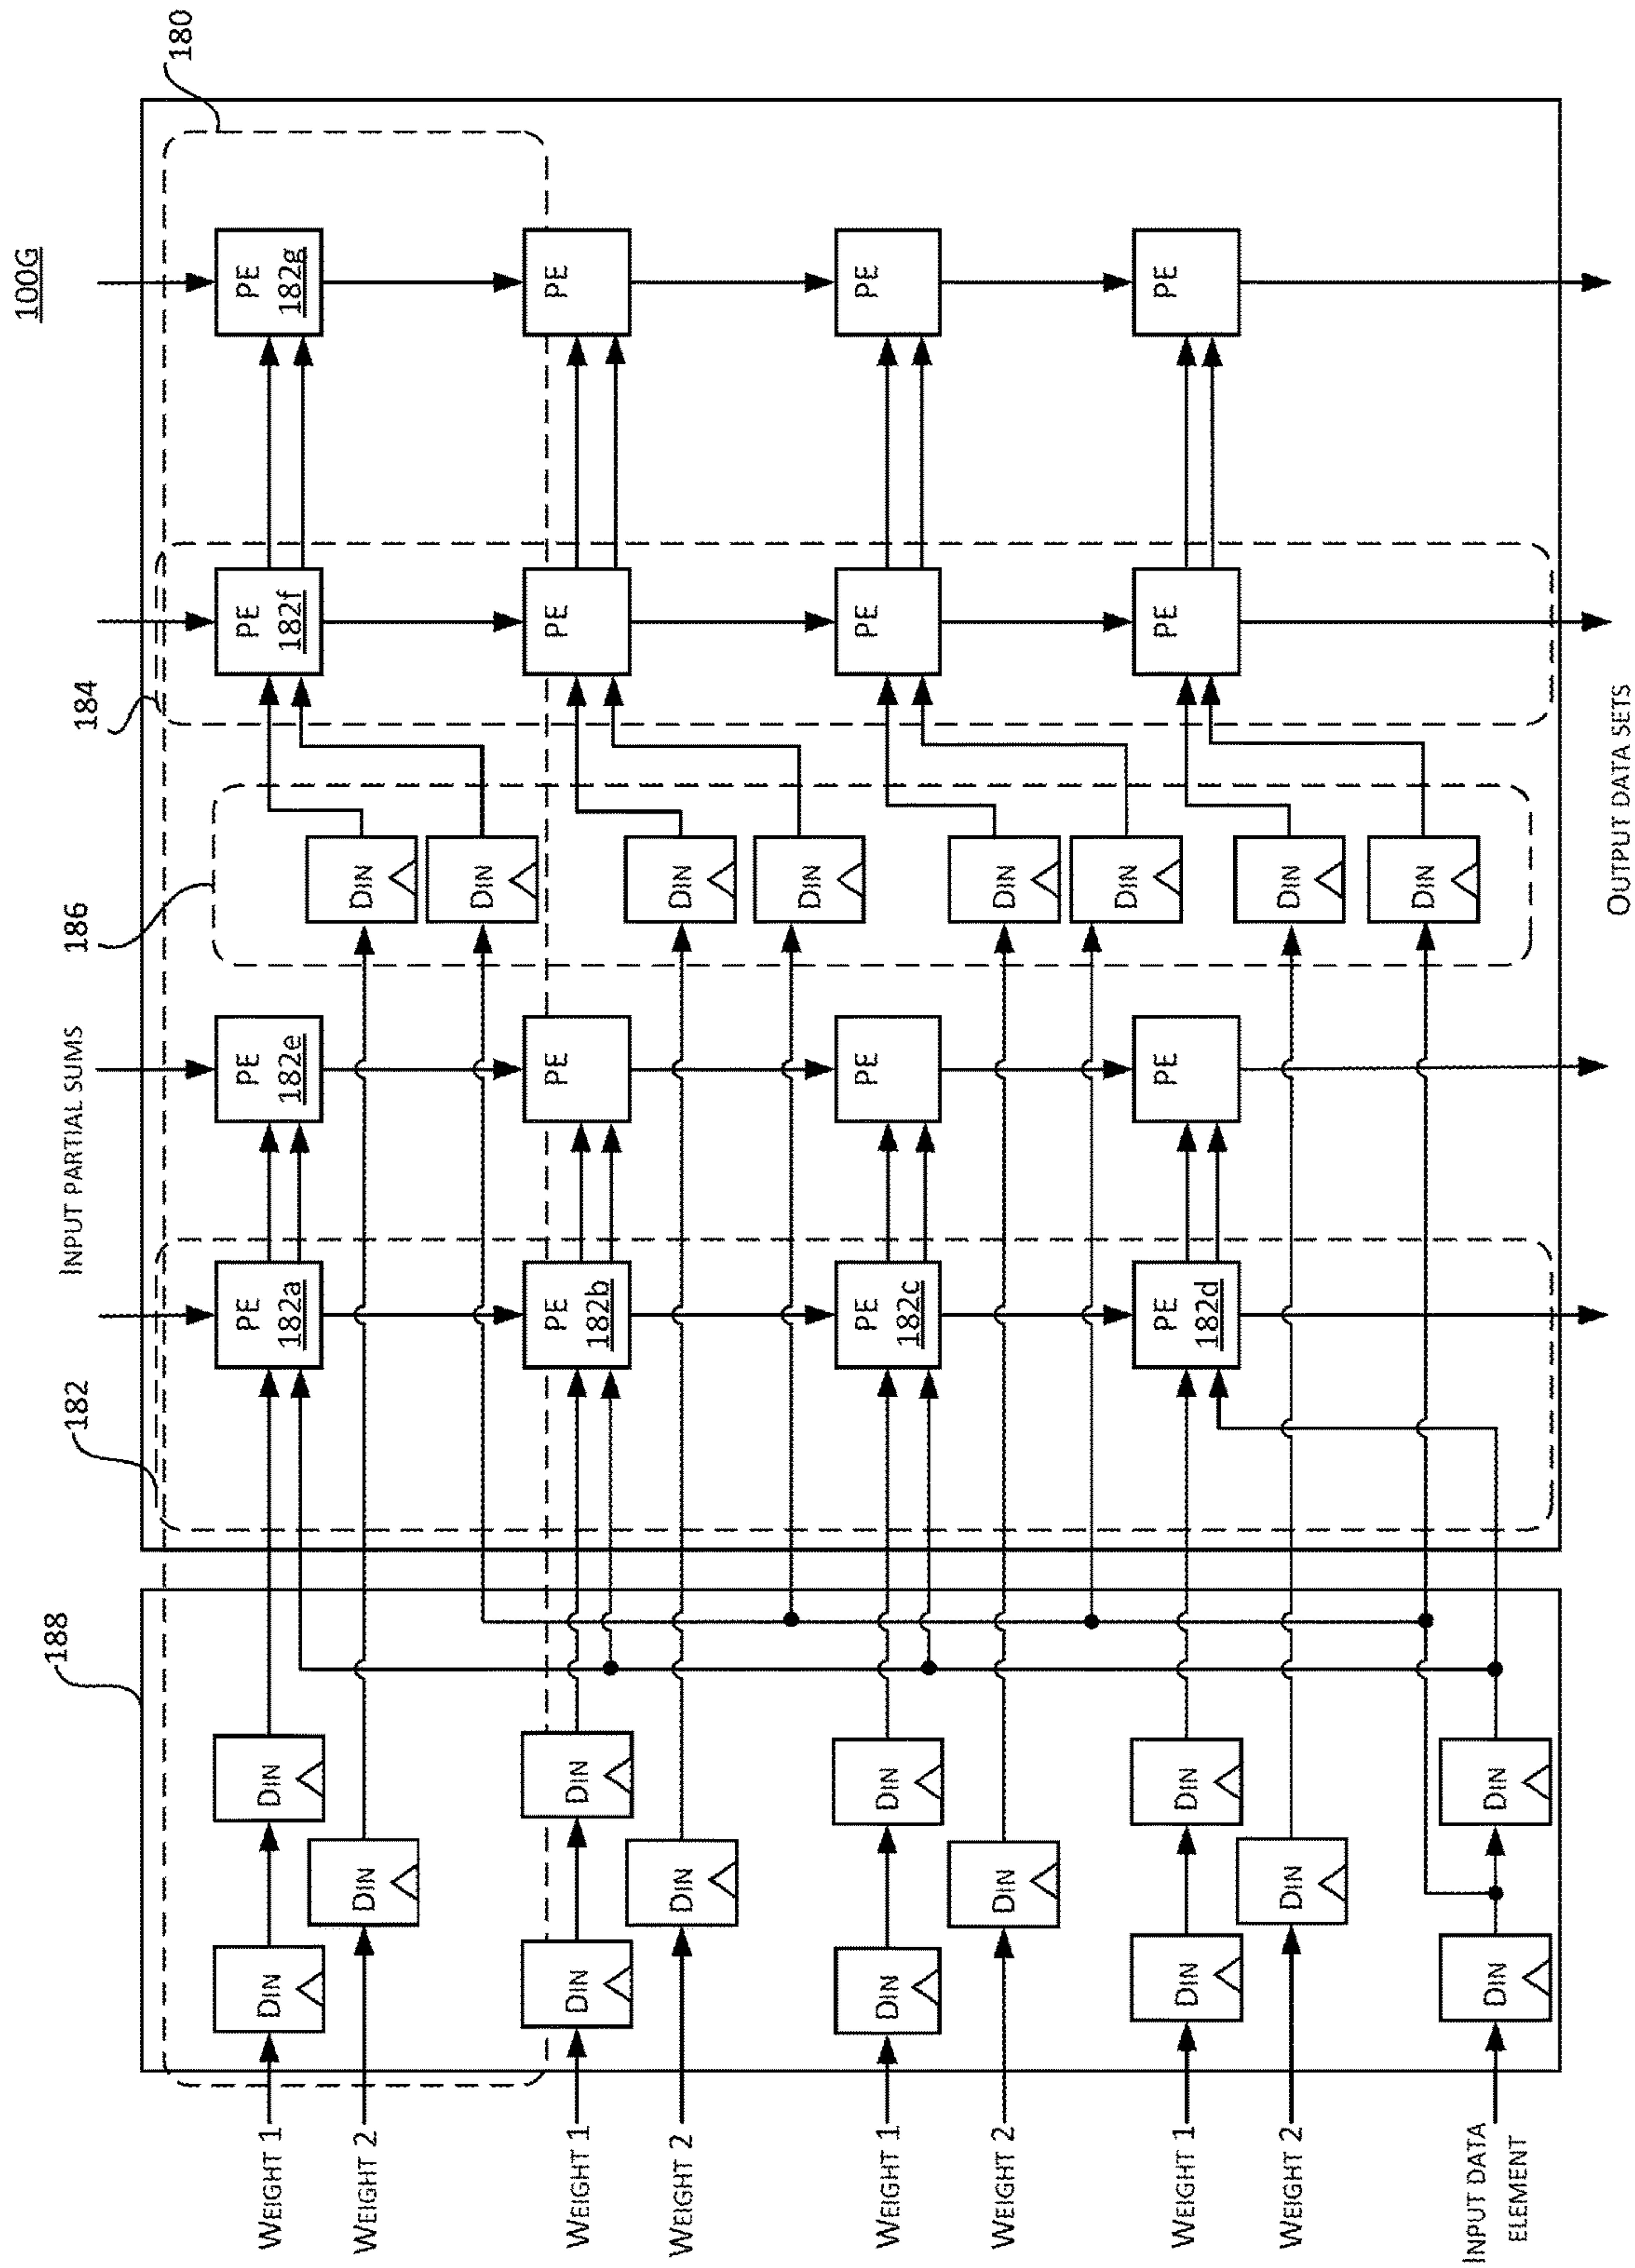 100G
188
182
INPUT PARTIAL SUMS
186
184
180
WEIGHT 1
DIN
DIN
PE
182a
PE
182e
PE
182f
PE
182g
WEIGHT 2
DIN
DIN
DIN
WEIGHT 1
DIN
DIN
PE
182b
PE
PE
PE
WEIGHT 2
DIN
DIN
DIN
WEIGHT 1
DIN
DIN
PE
182c
PE
PE
PE
WEIGHT 2
DIN
DIN
DIN
WEIGHT 1
DIN
DIN
PE
182d
PE
PE
PE
WEIGHT 2
DIN
DIN
DIN
INPUT DATA
ELEMENT
DIN
DIN
OUTPUT DATA SETS